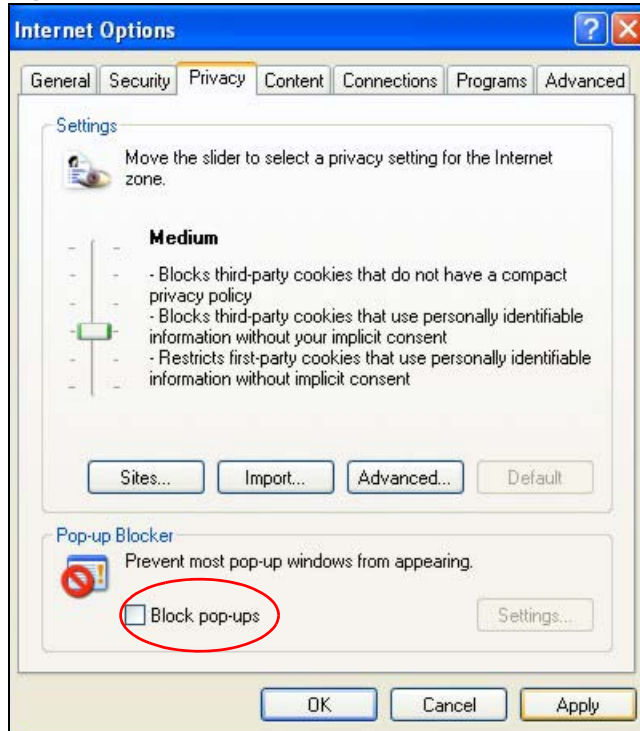 Internet Options
General Security Privacy Content Connections Programs Advanced
Settings
Move the slider to select a privacy setting for the Internet
zone.
Medium
- Blocks third-party cookies that do not have a compact
privacy policy
- Blocks third-party cookies that use personally identifiable
information without your implicit consent
- Restricts first-party cookies that use personally identifiable
information without implicit consent
Sites... Import... Advanced... Default
Pop-up Blocker
Prevent most pop-up windows from appearing.
Block pop-ups Settings...
OK Cancel Apply